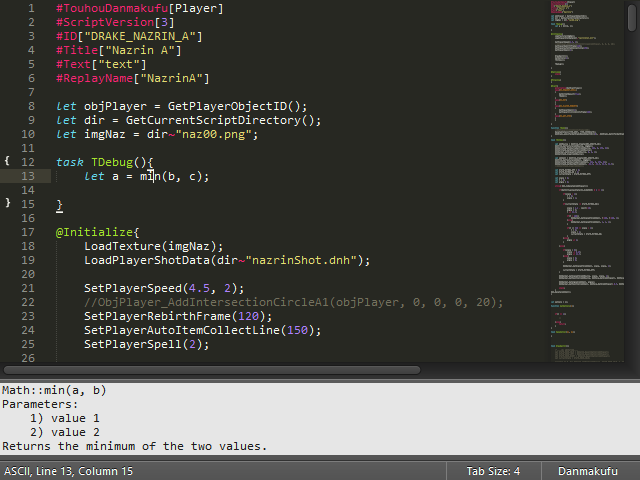 1 #TouhouDanmakufu[Player]
2 #ScriptVersion[3]
3 #ID["DRAKE_NAZRIN_A"]
4 #Title["Nazrin A"]
5 #Text["text"]
6 #ReplayName["NazrinA"]
7
8 let objPlayer = GetPlayerObjectID();
9 let dir = GetCurrentScriptDirectory();
10 let imgNaz = dir~"naz00.png";
11
{ 12 task TDebug(){
13 let a = min(b, c);
14
} 15 }
16
17 @Initialize{
18 LoadTexture(imgNaz);
19 LoadPlayerShotData(dir~"nazrinShot.dnh");
20
21 SetPlayerSpeed(4.5, 2);
22 //ObjPlayer_AddIntersectionCircleA1(objPlayer, 0, 0, 0, 20);
23 SetPlayerRebirthFrame(120);
24 SetPlayerAutoItemCollectLine(150);
25 SetPlayerSpell(2);
26
Math::min(a, b)
Parameters:
1) value 1
2) value 2
Returns the minimum of the two values.
ASCII, Line 13, Column 15 Tab Size: 4 Danmakufu